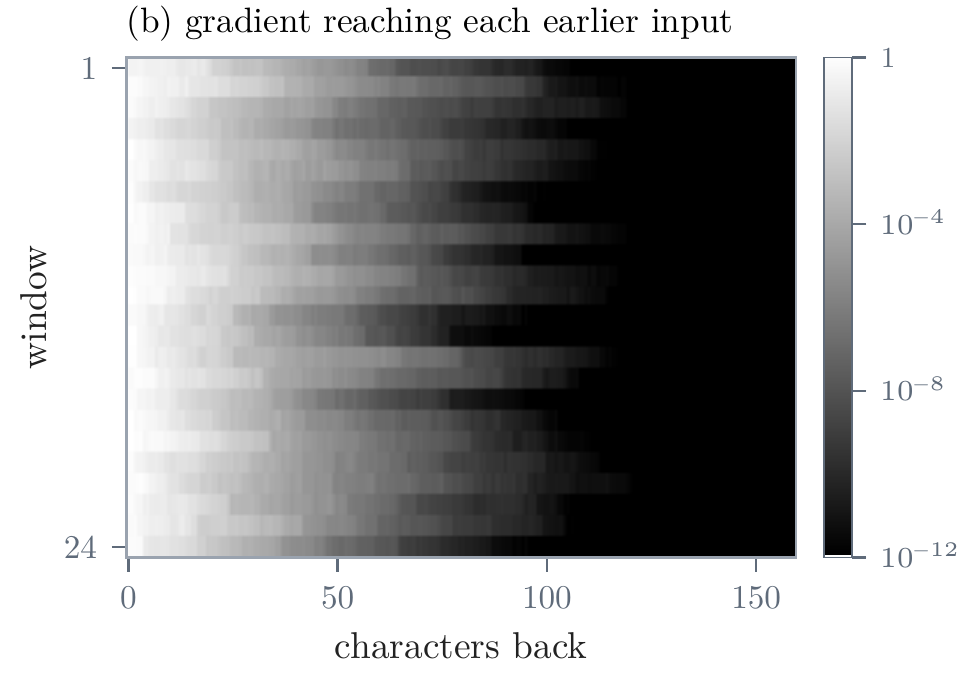 (b) gradient reaching each earlier input
1
24
window
0 50 100 150
characters back
1
10⁻⁴
10⁻⁸
10⁻¹²